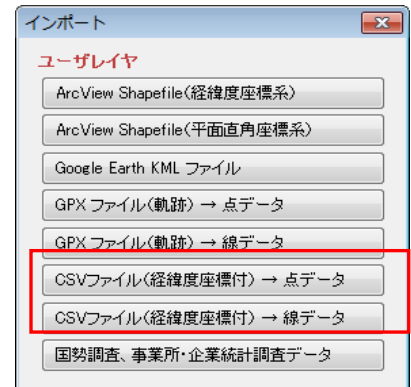 インポート
ユーザレイヤ
ArcView Shapefile(経緯度座標系)
ArcView Shapefile(平面直角座標系)
Google Earth KML ファイル
GPX ファイル(軌跡) → 点データ
GPX ファイル(軌跡) → 線データ
CSVファイル(経緯度座標付) → 点データ
CSVファイル(経緯度座標付) → 線データ
国勢調査、事業所・企業統計調査データ